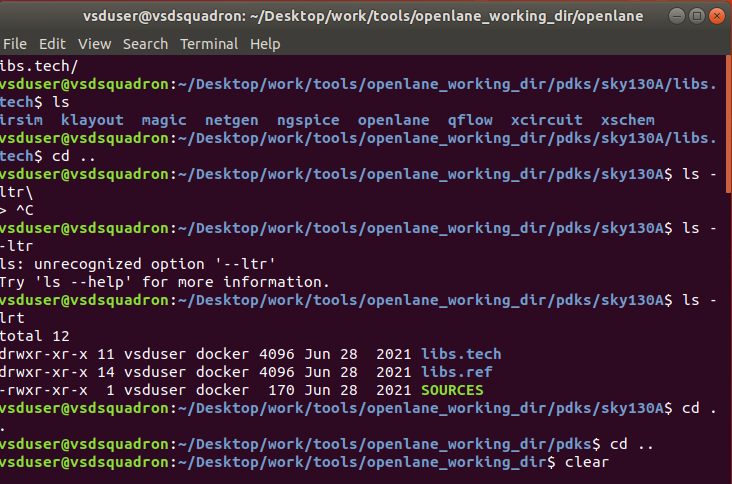 vsduser@vsdsquadron: ~/Desktop/work/tools/openlane_working_dir/openlane
File Edit View Search Terminal Help
ibs.tech/
vsduser@vsdsquadron:~/Desktop/work/tools/openlane_working_dir/pdks/sky130A/libs.
tech$ ls
irsim klayout magic netgen ngspice openlane qflow xcircuit xschem
vsduser@vsdsquadron:~/Desktop/work/tools/openlane_working_dir/pdks/sky130A/libs.
tech$ cd ..
vsduser@vsdsquadron:~/Desktop/work/tools/openlane_working_dir/pdks/sky130A$ ls -
ltr\
> ^C
vsduser@vsdsquadron:~/Desktop/work/tools/openlane_working_dir/pdks/sky130A$ ls -
-ltr
ls: unrecognized option '--ltr'
Try 'ls --help' for more information.
vsduser@vsdsquadron:~/Desktop/work/tools/openlane_working_dir/pdks/sky130A$ ls -
lrt
total 12
drwxr-xr-x 11 vsduser docker 4096 Jun 28  2021 libs.tech
drwxr-xr-x 14 vsduser docker 4096 Jun 28  2021 libs.ref
-rwxr-xr-x  1 vsduser docker  170 Jun 28  2021 SOURCES
vsduser@vsdsquadron:~/Desktop/work/tools/openlane_working_dir/pdks/sky130A$ cd .
.
vsduser@vsdsquadron:~/Desktop/work/tools/openlane_working_dir/pdks$ cd ..
vsduser@vsdsquadron:~/Desktop/work/tools/openlane_working_dir$ clear